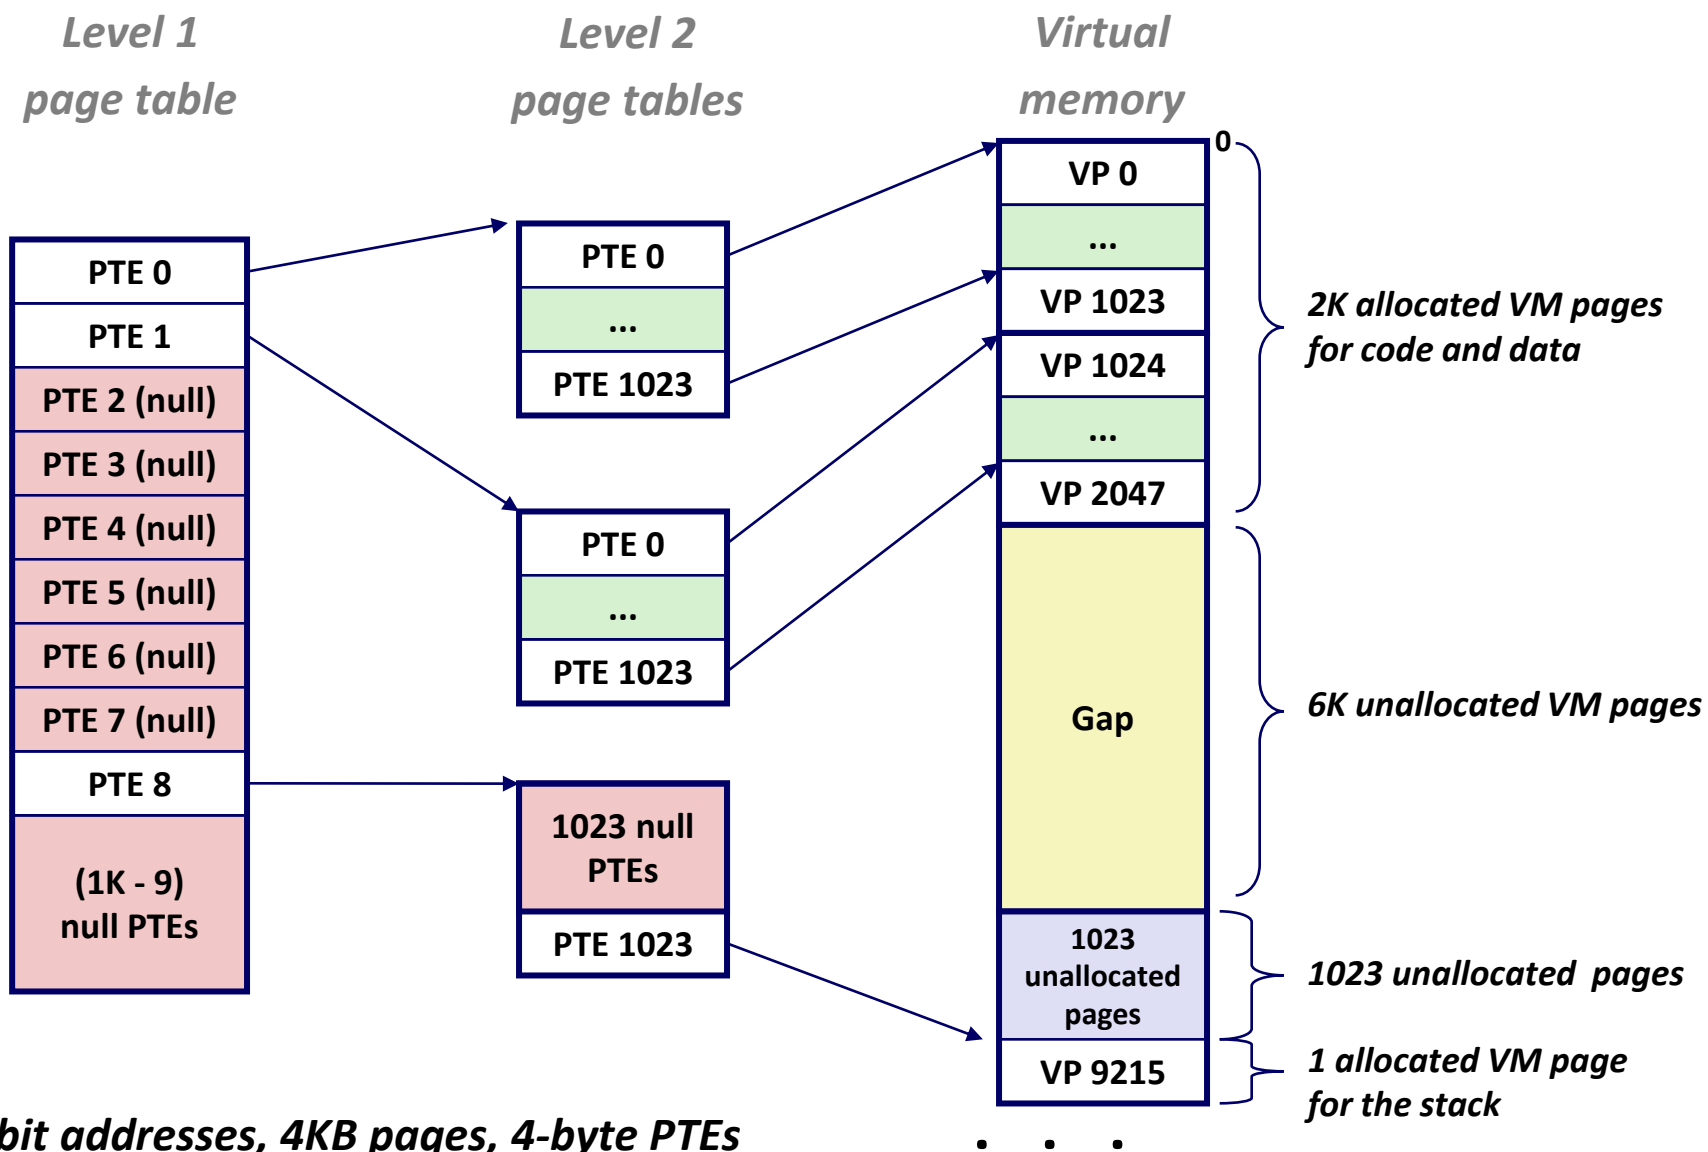 Level 1
page table
Level 2
page tables
Virtual
memory
PTE 0
PTE 1
PTE 2 (null)
PTE 3 (null)
PTE 4 (null)
PTE 5 (null)
PTE 6 (null)
PTE 7 (null)
PTE 8
(1K - 9)
null PTEs
PTE 0
...
PTE 1023
PTE 0
...
PTE 1023
1023 null
PTEs
PTE 1023
0
VP 0
...
VP 1023
VP 1024
...
VP 2047
Gap
1023
unallocated
pages
VP 9215
. . .
2K allocated VM pages
for code and data
6K unallocated VM pages
1023 unallocated pages
1 allocated VM page
for the stack
bit addresses, 4KB pages, 4-byte PTEs